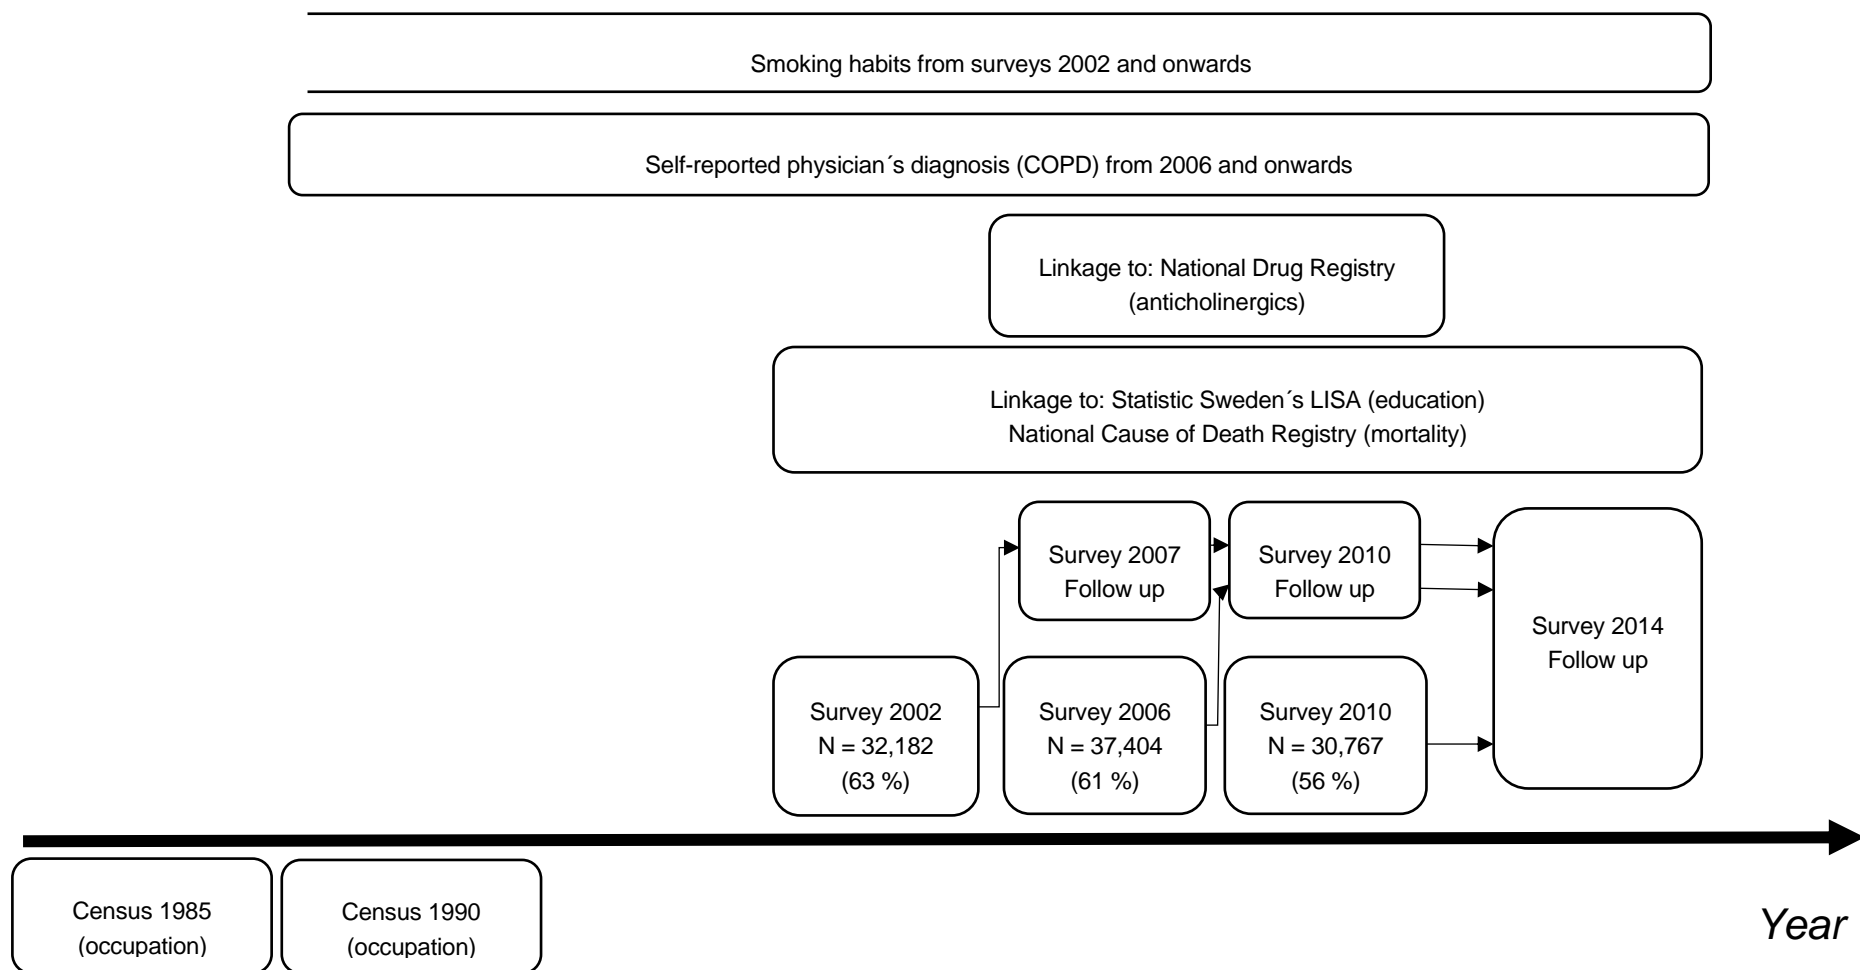 Smoking habits from surveys 2002 and onwards
Self-reported physician´s diagnosis (COPD) from 2006 and onwards
Linkage to: National Drug Registry
(anticholinergics)
Linkage to: Statistic Sweden´s LISA (education)
National Cause of Death Registry (mortality)
Survey 2007
Follow up
Survey 2010
Follow up
Survey 2014
Follow up
Survey 2002
N = 32,182
(63 %)
Survey 2006
N = 37,404
(61 %)
Survey 2010
N = 30,767
(56 %)
Census 1985
(occupation)
Census 1990
(occupation)
Year